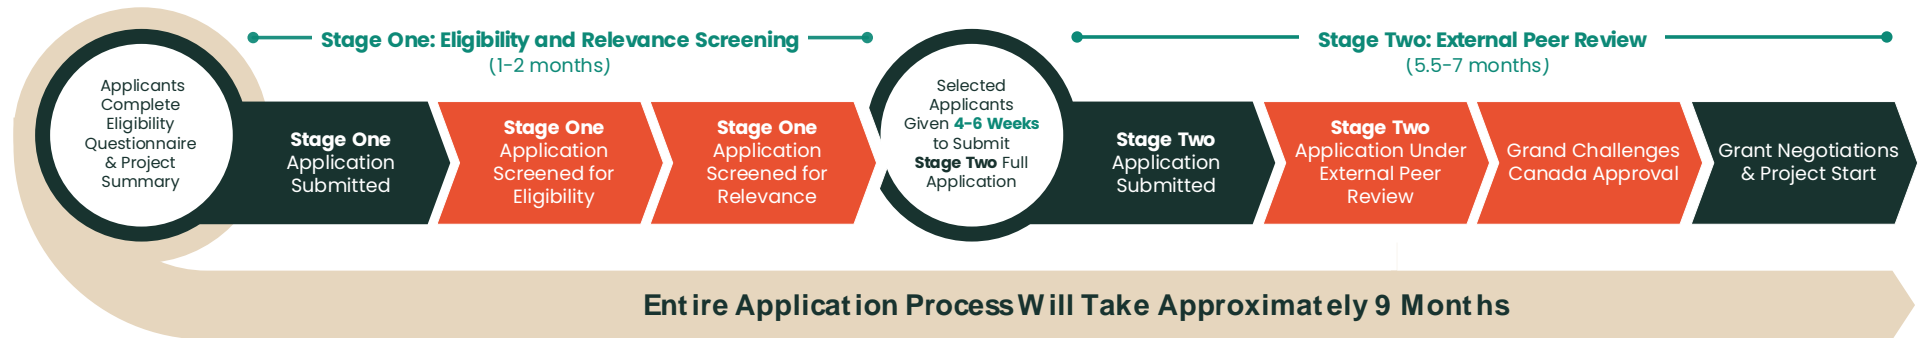 Stage One: Eligibility and Relevance Screening
(1-2 months)
Stage Two: External Peer Review
(5.5-7 months)
Applicants
Complete
Eligibility
Questionnaire
& Project
Summary
Stage One
Application
Submitted
Stage One
Application
Screened for
Eligibility
Stage One
Application
Screened for
Relevance
Selected
Applicants
Given 4-6 Weeks
to Submit
Stage Two Full
Application
Stage Two
Application
Submitted
Stage Two
Application Under
External Peer
Review
Grand Challenges
Canada Approval
Grant Negotiations
& Project Start
Entire Application Process Will Take Approximately 9 Months